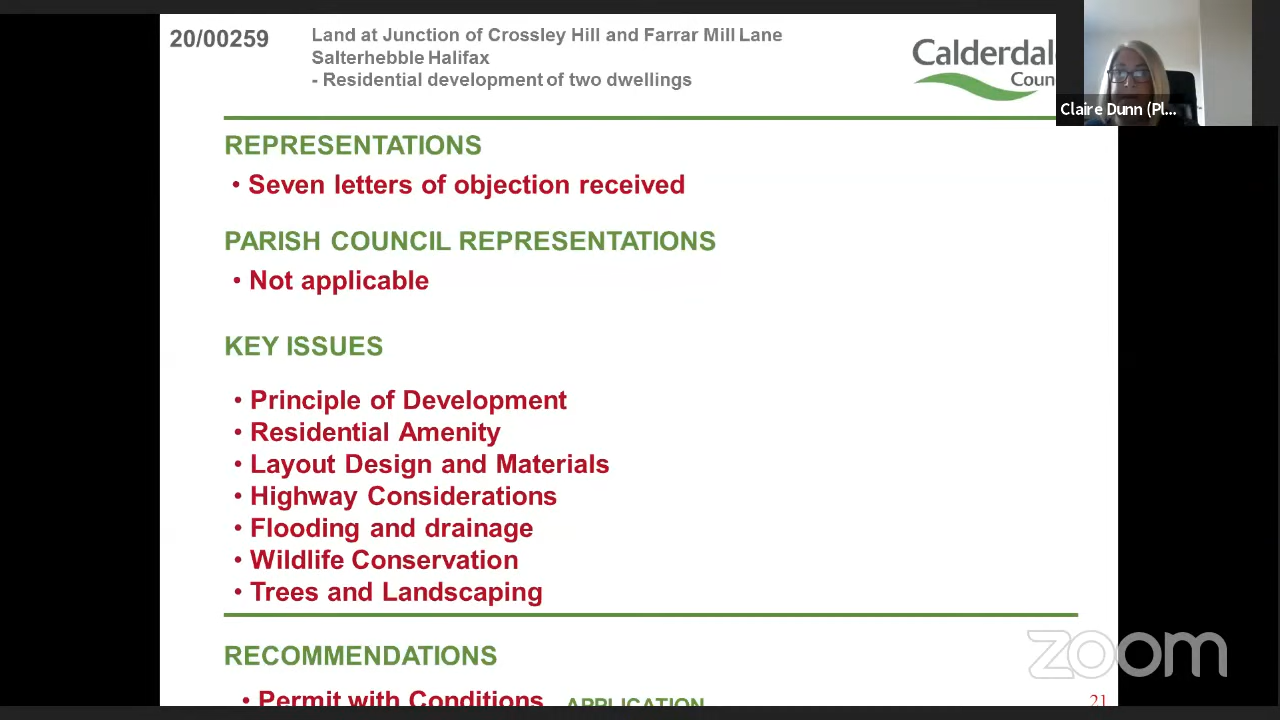 20/00259
Land at Junction of Crossley Hill and Farrar Mill Lane
Salterhebble Halifax
- Residential development of two dwellings
Claire Dunn (Pl...
REPRESENTATIONS
• Seven letters of objection received
PARISH COUNCIL REPRESENTATIONS
• Not applicable
KEY ISSUES
• Principle of Development
• Residential Amenity
• Layout Design and Materials
• Highway Considerations
• Flooding and drainage
• Wildlife Conservation
• Trees and Landscaping
RECOMMENDATIONS
• Permit with Conditions
APPLICATION
21
zoom